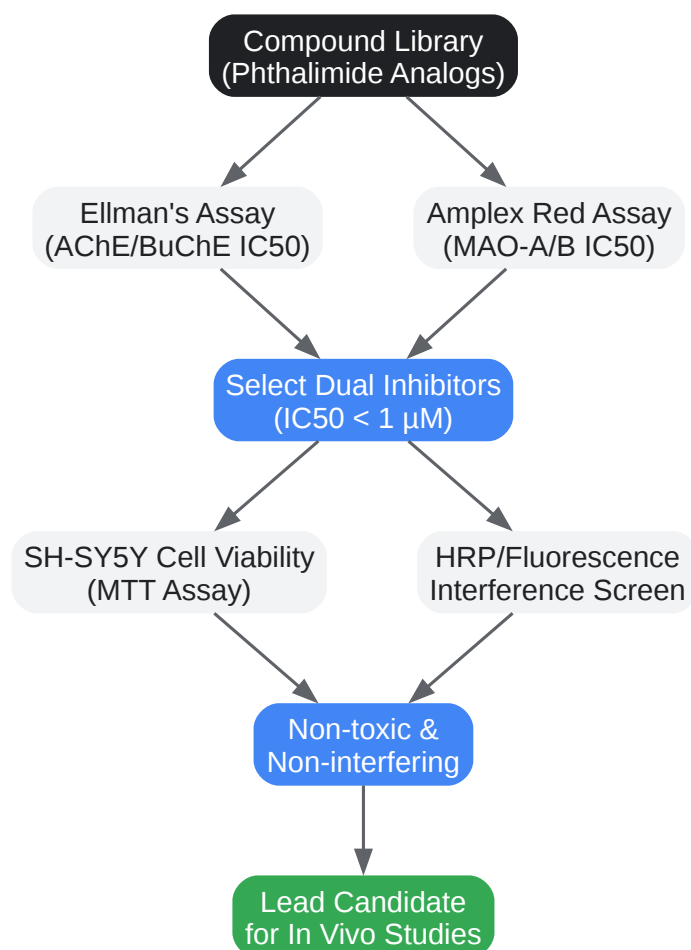 Compound Library
(Phthalimide Analogs)
Ellman's Assay
(AChE/BuChE IC50)
Amplex Red Assay
(MAO-A/B IC50)
Select Dual Inhibitors
(IC50 < 1 µM)
SH-SY5Y Cell Viability
(MTT Assay)
HRP/Fluorescence
Interference Screen
Non-toxic &
Non-interfering
Lead Candidate
for In Vivo Studies